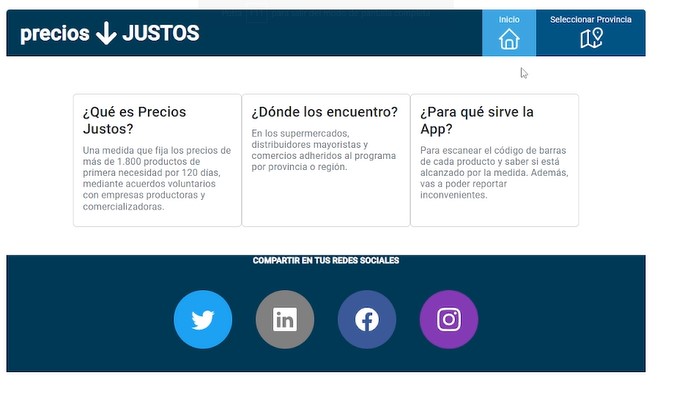 precios JUSTOS
Inicio
Seleccionar Provincia
¿Qué es Precios
Justos?
Una medida que fija los precios de
más de 1.800 productos de
primera necesidad por 120 días,
mediante acuerdos voluntarios
con empresas productoras y
comercializadoras.
¿Dónde los encuentro?
En los supermercados,
distribuidores mayoristas y
comercios adheridos al programa
por provincia o región.
¿Para qué sirve la
App?
Para escanear el código de barras
de cada producto y saber si está
alcanzado por la medida. Además,
vas a poder reportar
inconvenientes.
COMPARTIR EN TUS REDES SOCIALES
in